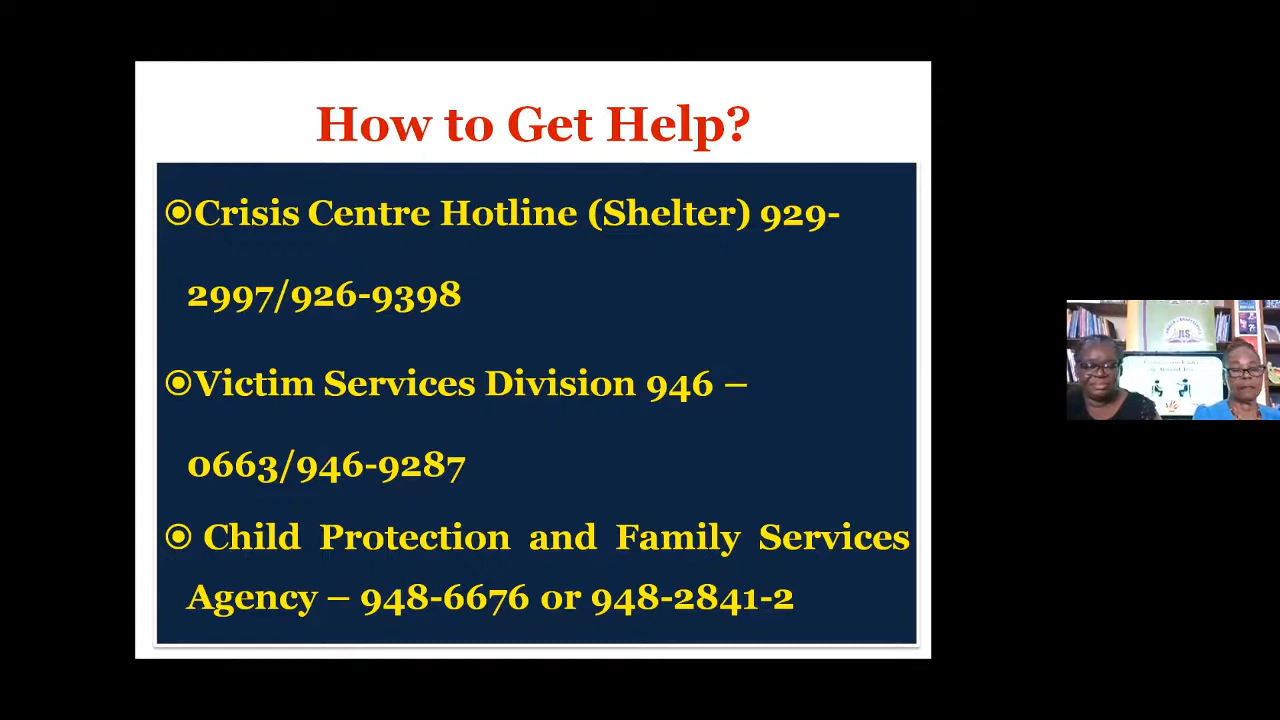 How to Get Help?
Crisis Centre Hotline (Shelter) 929-
2997/926-9398
Victim Services Division 946 –
0663/946-9287
Child Protection and Family Services
Agency – 948-6676 or 948-2841-2
JLS